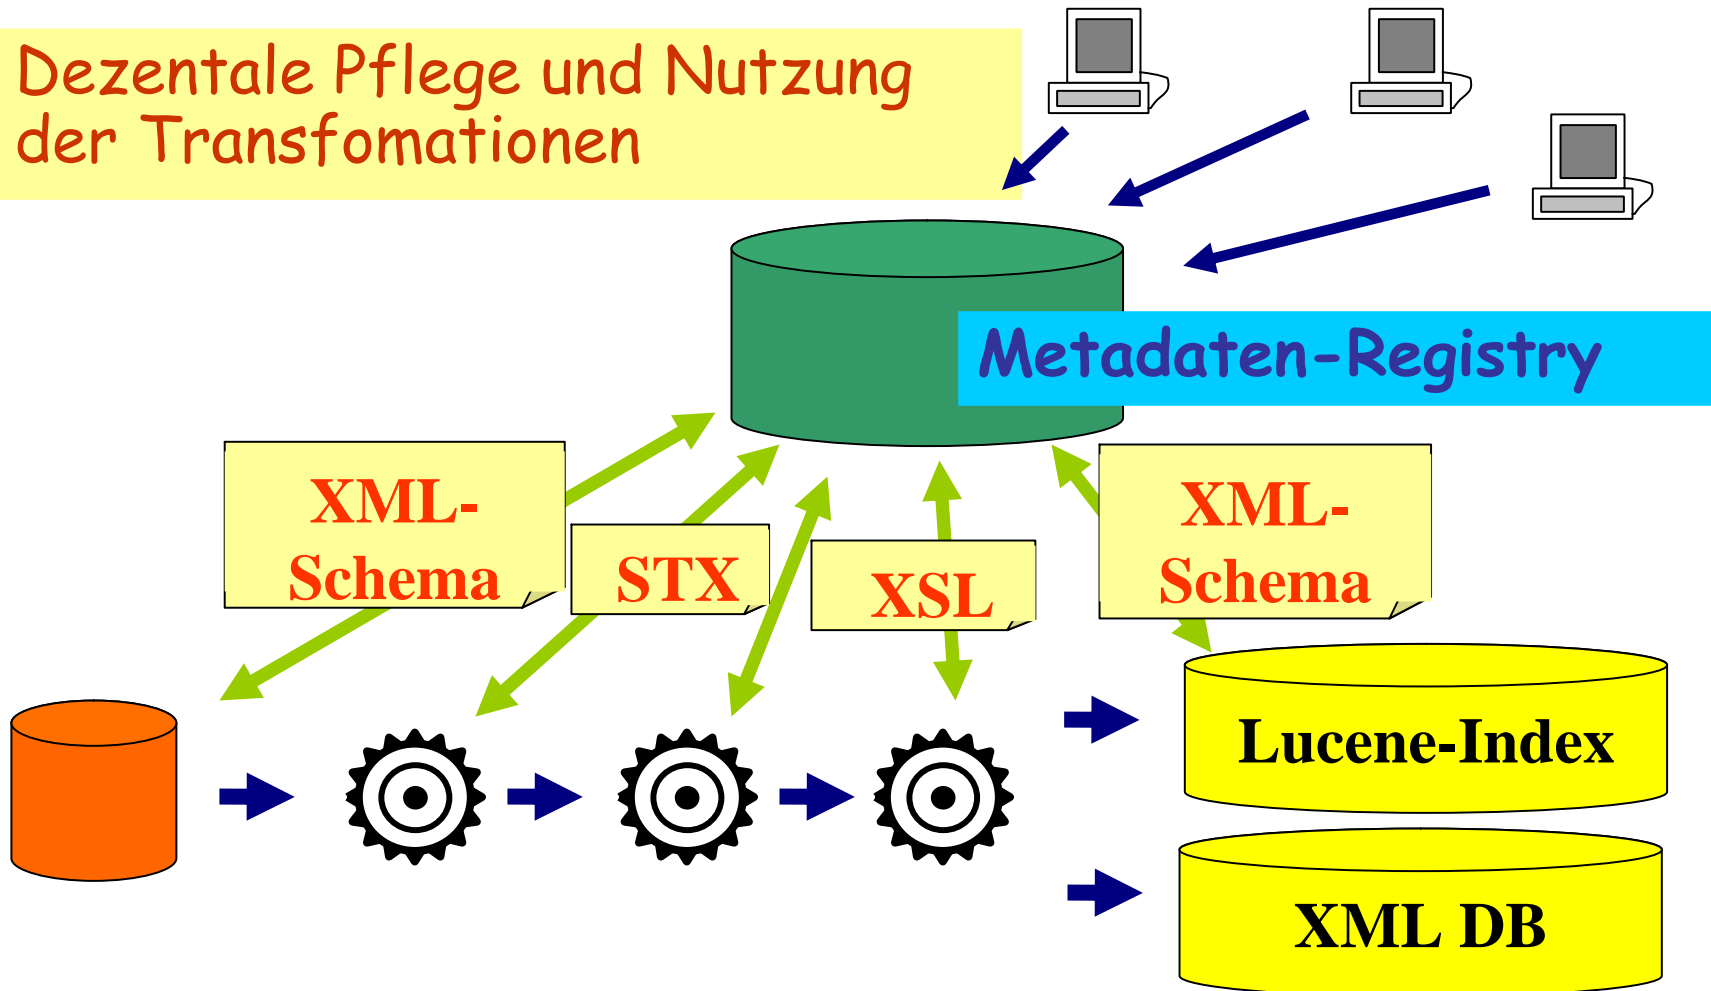 Dezentale Pflege und Nutzung
der Transfomationen
Metadaten-Registry
XML-
Schema
STX
XSL
XML-
Schema
Lucene-Index
XML DB